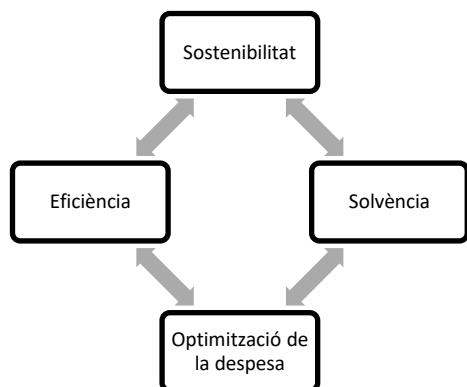 Sostenibilitat
Eficiència
Solvència
Optimització de
la despesa